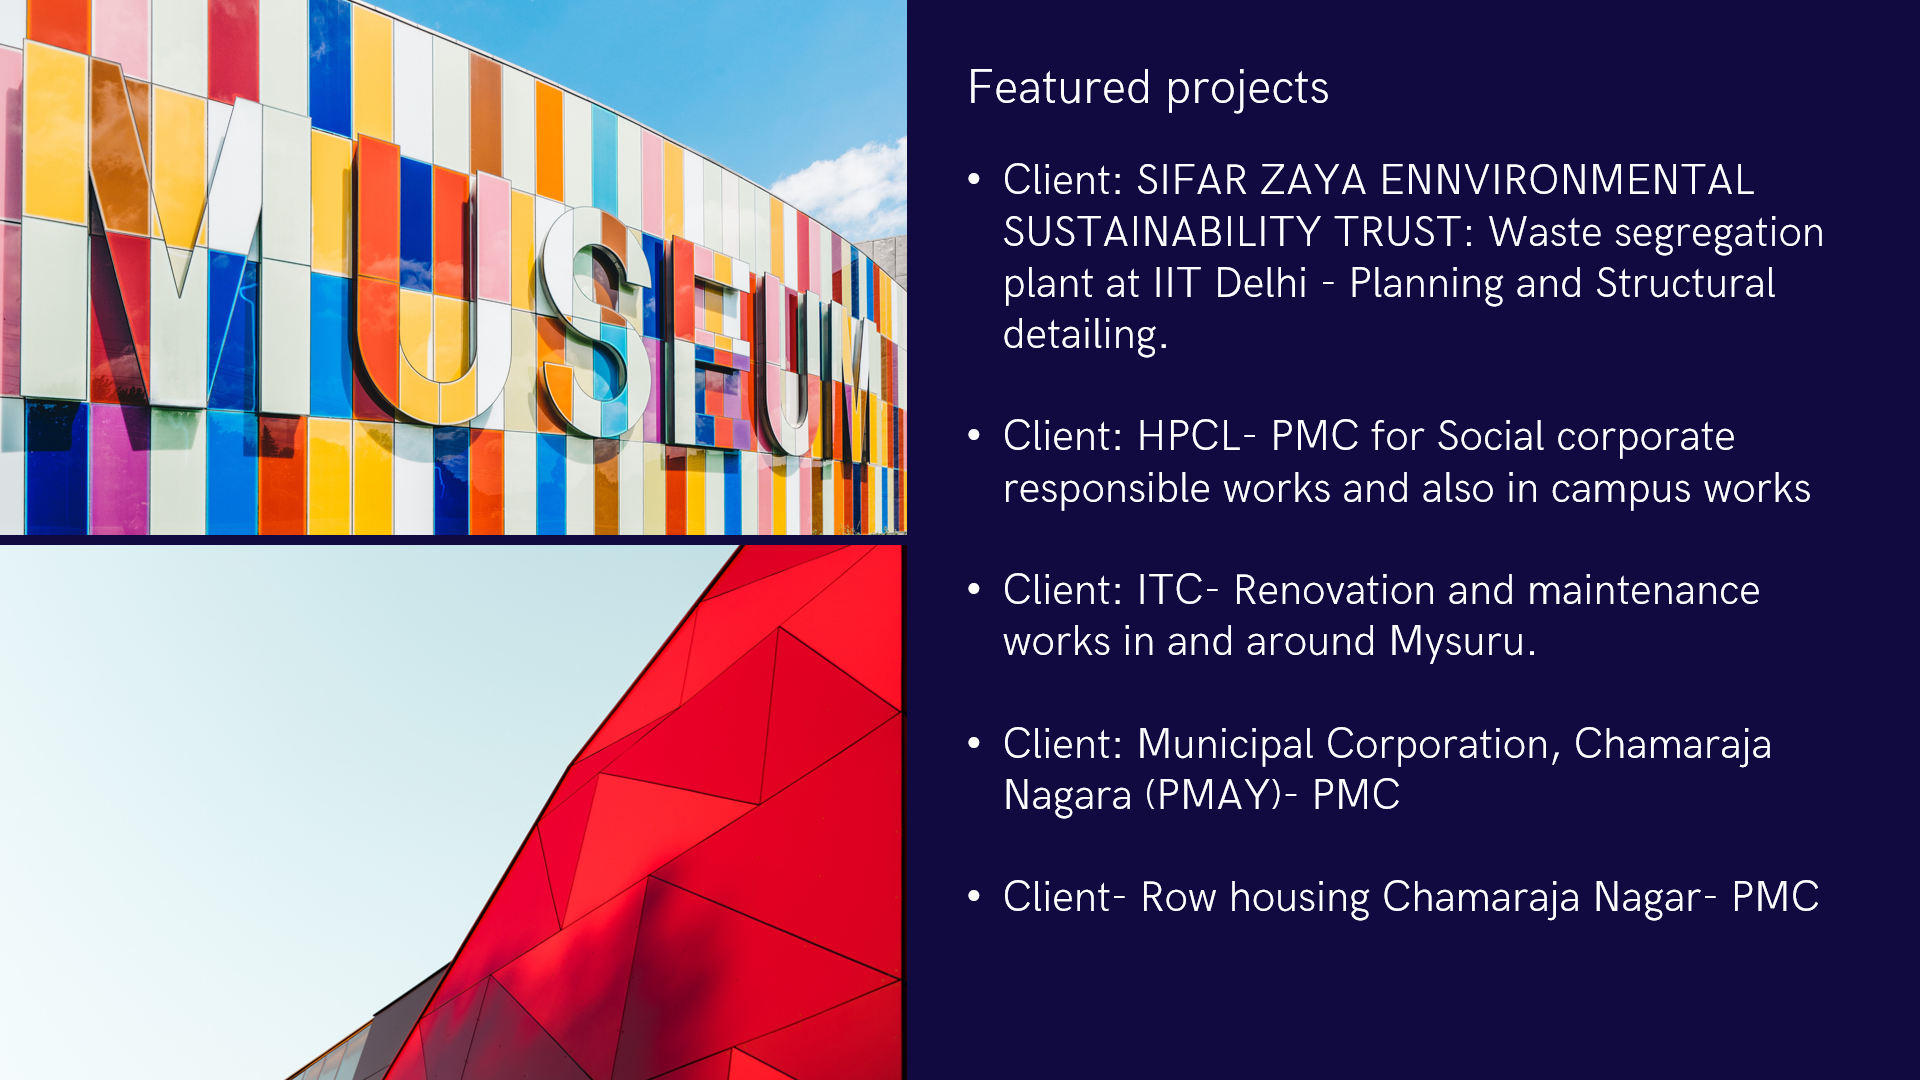 MUSEUM
Featured projects
• Client: SIFAR ZAYA ENNVIRONMENTAL
SUSTAINABILITY TRUST: Waste segregation
plant at IIT Delhi - Planning and Structural
detailing.
• Client: HPCL- PMC for Social corporate
responsible works and also in campus works
• Client: ITC- Renovation and maintenance
works in and around Mysuru.
• Client: Municipal Corporation, Chamaraja
Nagara (PMAY)- PMC
• Client- Row housing Chamaraja Nagar- PMC